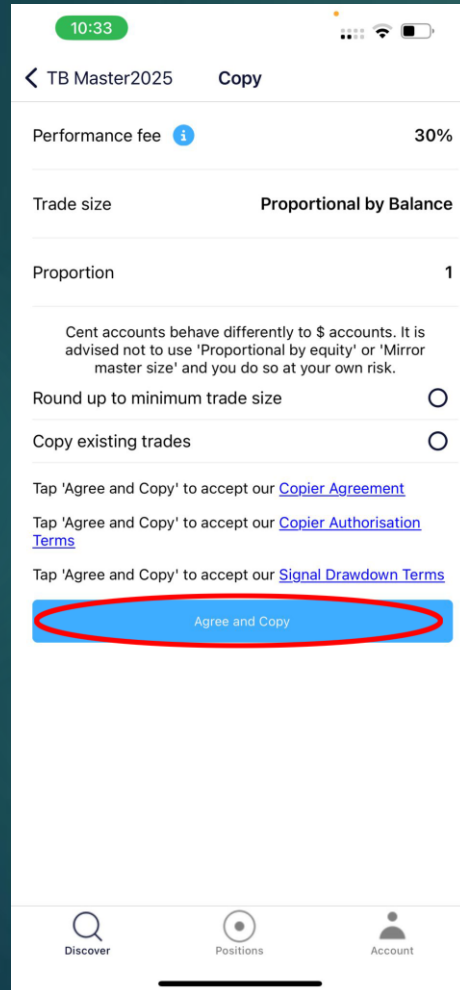 10:33
TB Master2025 Copy
Performance fee i 30%
Trade size Proportional by Balance
Proportion 1
Cent accounts behave differently to $ accounts. It is
advised not to use 'Proportional by equity' or 'Mirror
master size' and you do so at your own risk.
Round up to minimum trade size
Copy existing trades
Tap 'Agree and Copy' to accept our Copier Agreement
Tap 'Agree and Copy' to accept our Copier Authorisation
Terms
Tap 'Agree and Copy' to accept our Signal Drawdown Terms
Agree and Copy
Discover Positions Account